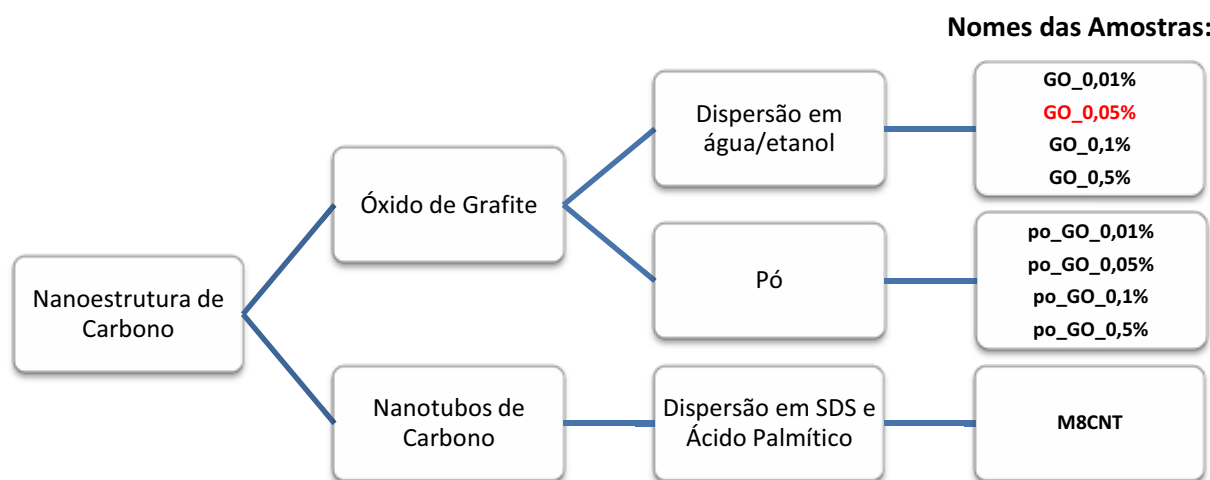 Nomes das Amostras:
Nanoestrutura de
Carbono
Óxido de Grafite
Dispersão em
água/etanol
GO_0,01%
GO_0,05%
GO_0,1%
GO_0,5%
Pó
po_GO_0,01%
po_GO_0,05%
po_GO_0,1%
po_GO_0,5%
Nanotubos de
Carbono
Dispersão em SDS e
Ácido Palmítico
M8CNT